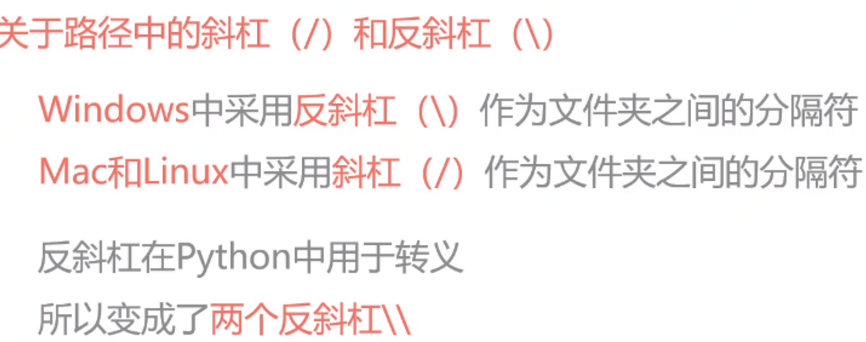 关于路径中的斜杠（/）和反斜杠（\）
Windows中采用反斜杠（\）作为文件夹之间的分隔符
Mac和Linux中采用斜杠（/）作为文件夹之间的分隔符
反斜杠在Python中用于转义
所以变成了两个反斜杠\\